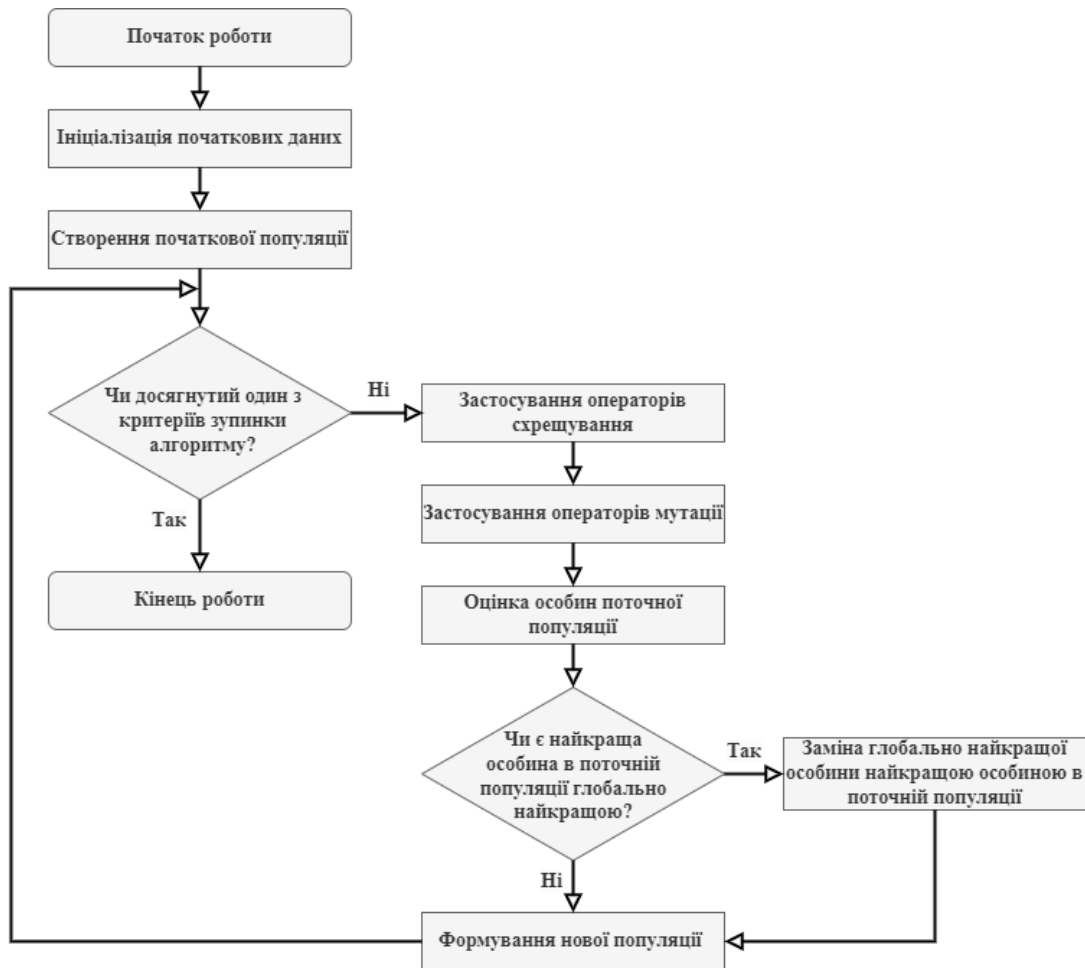 Початок роботи
Ініціалізація початкових даних
Створення початкової популяції
Чи досягнутий один з
критеріїв зупинки
алгоритму?
Ні
Так
Кінець роботи
Застосування операторів
схрещування
Застосування операторів мутації
Оцінка особин поточної
популяції
Чи є найкраща
особина в поточній
популяції глобально
найкращою?
Так
Заміна глобально найкращої
особини найкращою особиною в
поточній популяції
Ні
Формування нової популяції